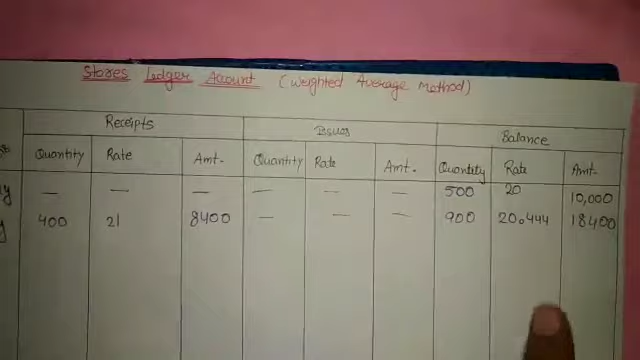 Stores Ledger Account (Weighted Average Method)
Receipts Issues Balance
Quantity Rate Amt. Quantity Rate Amt. Quantity Rate Amt.
y — — — — — — 500 20 10,000
y 400 21 8400 — — — 900 20.444 18400